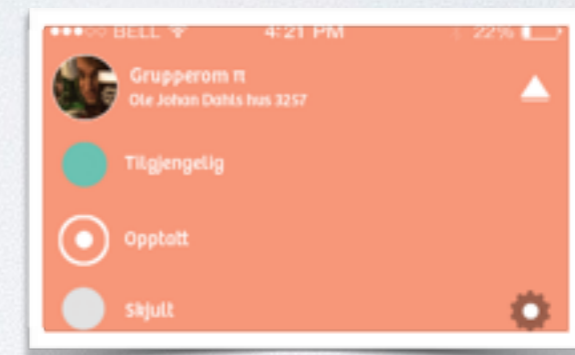 BELL 4:21 PM 22%
Grupperom π
Ole Johan Dahls hus 3257
Tilgjengelig
Opptatt
Skjult